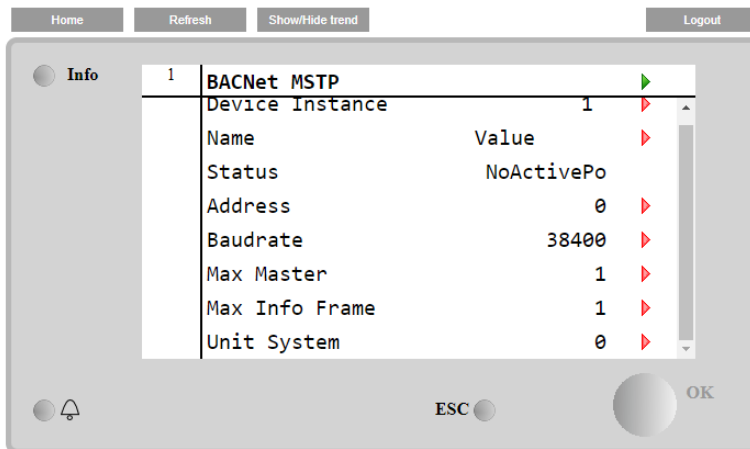 Home Refresh Show/Hide trend Logout
Info 1 BACNet MSTP
Device Instance 1
Name Value
Status NoActivePo
Address 0
Baudrate 38400
Max Master 1
Max Info Frame 1
Unit System 0
ESC OK